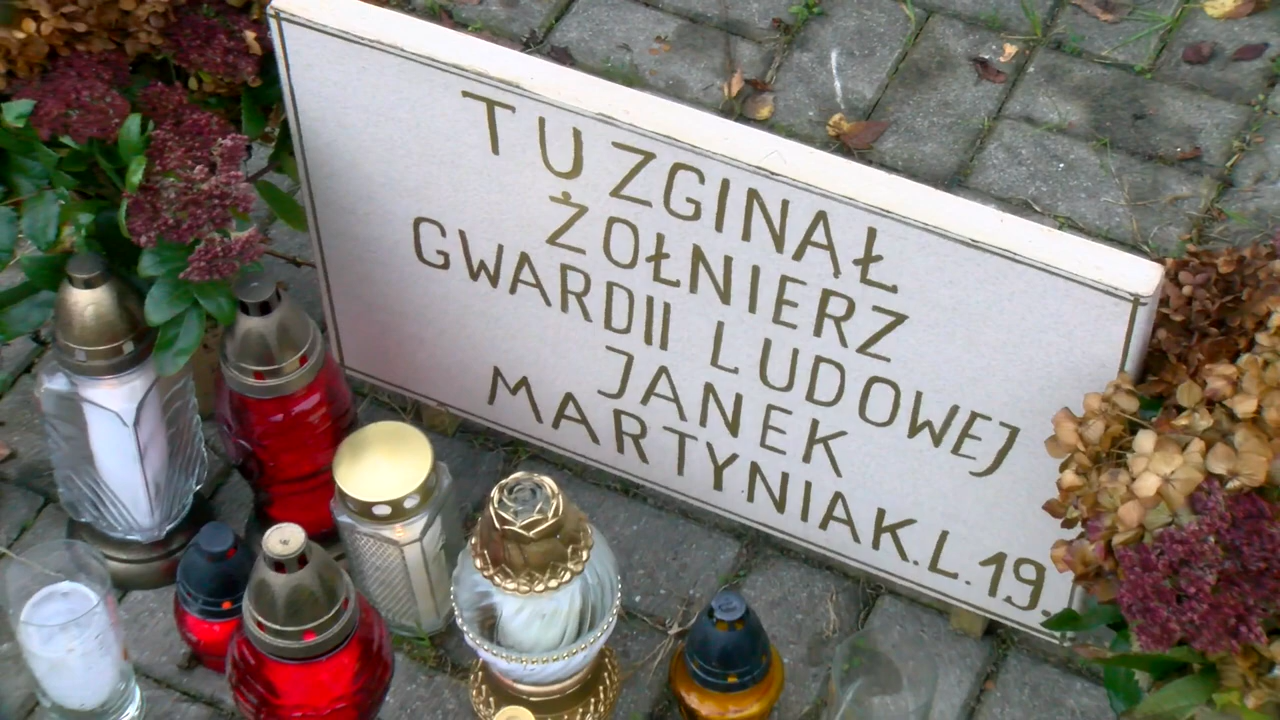 TU ZGINĄŁ
ŻOŁNIERZ
GWARDII LUDOWEJ
JANEK
MARTYNIAK.L.19.